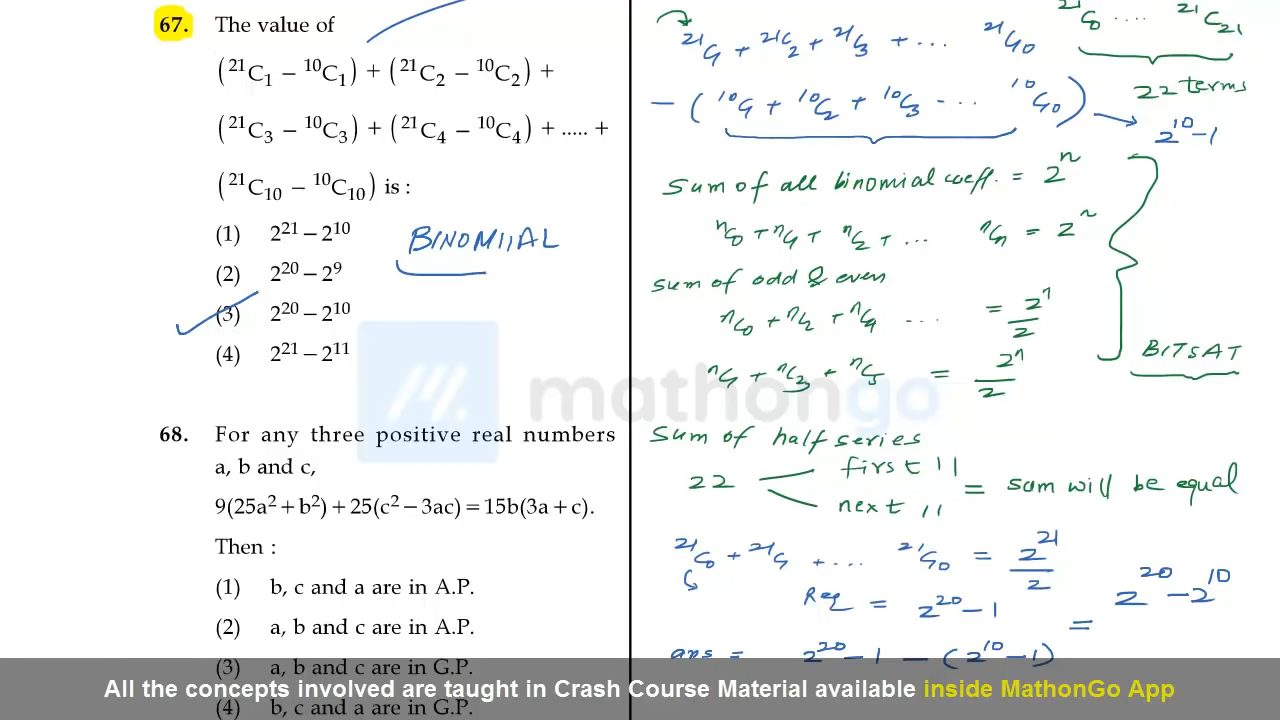 67. The value of
(²¹C₁ – ¹⁰C₁) + (²¹C₂ – ¹⁰C₂) +
(²¹C₃ – ¹⁰C₃) + (²¹C₄ – ¹⁰C₄) + ..... +
(²¹C₁₀ – ¹⁰C₁₀) is :
(1) 2²¹ – 2¹⁰
(2) 2²⁰ – 2⁹
(3) 2²⁰ – 2¹⁰
(4) 2²¹ – 2¹¹
BINOMIIAL
68. For any three positive real numbers
a, b and c,
9(25a² + b²) + 25(c² – 3ac) = 15b(3a + c).
Then :
(1) b, c and a are in A.P.
(2) a, b and c are in A.P.
(3) a, b and c are in G.P.
(4) b, c and a are in G.P.
²¹C₀ .... ²¹C₂₁
22 terms
²¹C₁ + ²¹C₂ + ²¹C₃ + ... ²¹C₁₀
– (¹⁰C₁ + ¹⁰C₂ + ¹⁰C₃ - ... ¹⁰C₁₀) → 2¹⁰–1
Sum of all binomial coeff. = 2ⁿ
ⁿC₀ + ⁿC₁ + ⁿC₂ + ... ⁿCₙ = 2ⁿ
sum of odd & even
ⁿC₀ + ⁿC₂ + ⁿC₄ ... = 2ⁿ/2
ⁿC₁ + ⁿC₃ + ⁿC₅ = 2ⁿ/2
BITSAT
mathongo
Sum of half series
22 first 11
next 11
= sum will be equal
²¹C₀ + ²¹C₁ + ... ²¹C₁₀ = 2²¹/2
Req = 2²⁰ – 1
ans = 2²⁰ – 1 – (2¹⁰ – 1)
= 2²⁰ – 2¹⁰
All the concepts involved are taught in Crash Course Material available inside MathonGo App